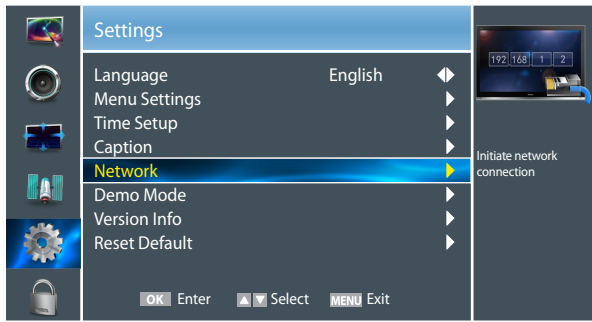 Settings
Language English
Menu Settings
Time Setup
Caption
Network
Demo Mode
Version Info
Reset Default
OK Enter ▲ ▼ Select MENU Exit
192 168 1 2
Initiate network
connection